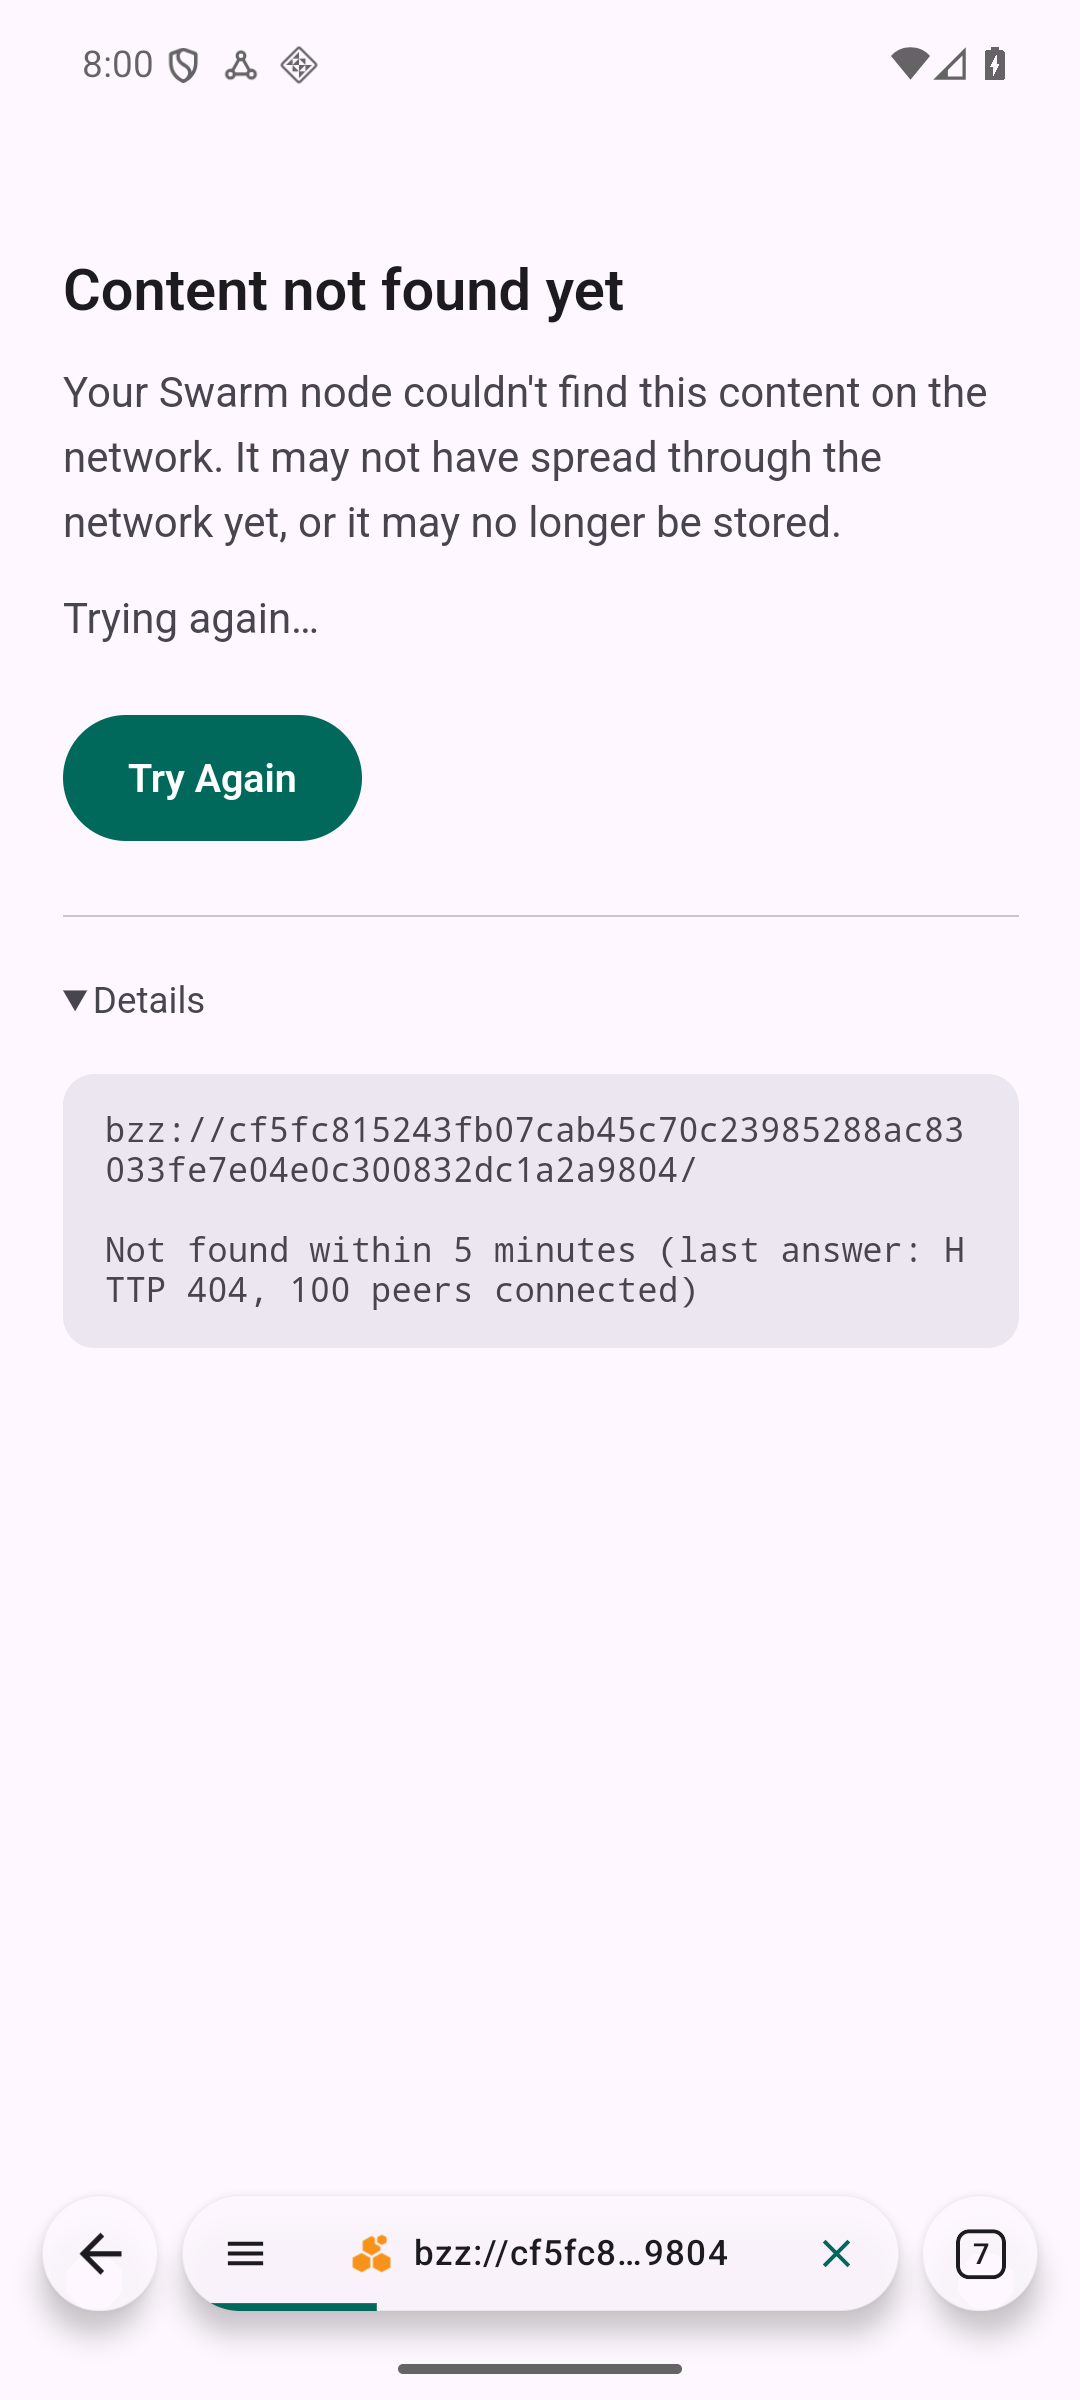 8:00
Content not found yet
Your Swarm node couldn't find this content on the
network. It may not have spread through the
network yet, or it may no longer be stored.
Trying again…
Try Again
Details
bzz://cf5fc815243fb07cab45c70c23985288ac83
033fe7e04e0c300832dc1a2a9804/
Not found within 5 minutes (last answer: H
TTP 404, 100 peers connected)
bzz://cf5fc8…9804
7